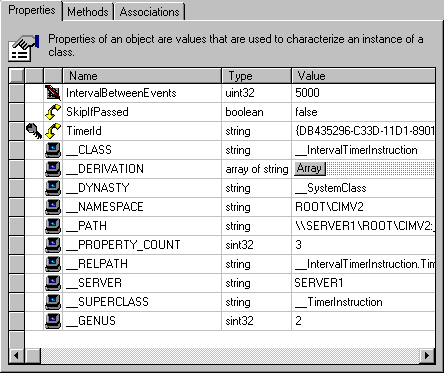 Properties Methods Associations
Properties of an object are values that are used to characterize an instance of a
class.
Name Type Value
IntervalBetweenEvents uint32 5000
SkipIfPassed boolean false
TimerId string {DB435296-C33D-11D1-8901
__CLASS string __IntervalTimerInstruction
__DERIVATION array of string Array
__DYNASTY string __SystemClass
__NAMESPACE string ROOT\CIMV2
__PATH string \\SERVER1\ROOT\CIMV2:_
__PROPERTY_COUNT sint32 3
__RELPATH string __IntervalTimerInstruction.Tim
__SERVER string SERVER1
__SUPERCLASS string __TimerInstruction
__GENUS sint32 2